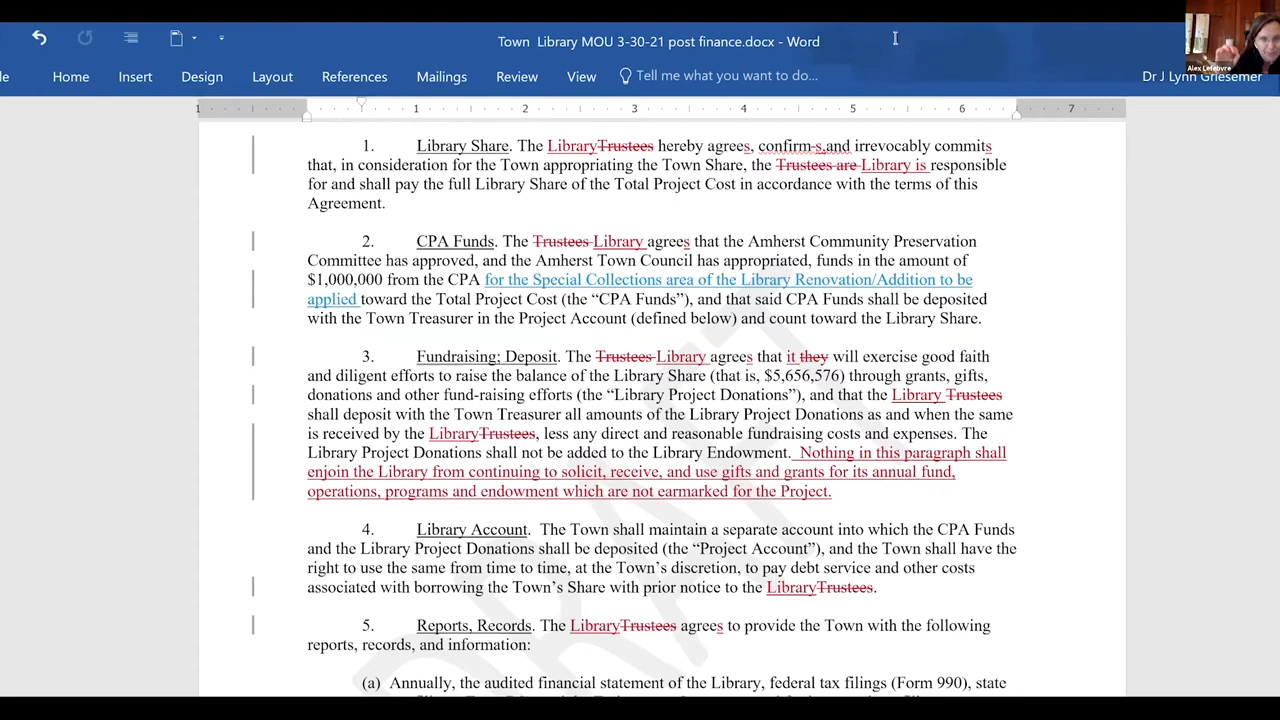 Town Library MOU 3-30-21 post finance.docx - Word
Alex Lefebvre
Home Insert Design Layout References Mailings Review View Tell me what you want to do... Dr J Lynn Griesemer
1 1 2 3 4 5 6 7
1. Library Share. The LibraryTrustees hereby agrees, confirm s,and irrevocably commits
that, in consideration for the Town appropriating the Town Share, the Trustees are Library is responsible
for and shall pay the full Library Share of the Total Project Cost in accordance with the terms of this
Agreement.
2. CPA Funds. The Trustees Library agrees that the Amherst Community Preservation
Committee has approved, and the Amherst Town Council has appropriated, funds in the amount of
$1,000,000 from the CPA for the Special Collections area of the Library Renovation/Addition to be
applied toward the Total Project Cost (the “CPA Funds”), and that said CPA Funds shall be deposited
with the Town Treasurer in the Project Account (defined below) and count toward the Library Share.
3. Fundraising; Deposit. The Trustees Library agrees that it they will exercise good faith
and diligent efforts to raise the balance of the Library Share (that is, $5,656,576) through grants, gifts,
donations and other fund-raising efforts (the “Library Project Donations”), and that the Library Trustees
shall deposit with the Town Treasurer all amounts of the Library Project Donations as and when the same
is received by the LibraryTrustees, less any direct and reasonable fundraising costs and expenses. The
Library Project Donations shall not be added to the Library Endowment. Nothing in this paragraph shall
enjoin the Library from continuing to solicit, receive, and use gifts and grants for its annual fund,
operations, programs and endowment which are not earmarked for the Project.
4. Library Account. The Town shall maintain a separate account into which the CPA Funds
and the Library Project Donations shall be deposited (the “Project Account”), and the Town shall have the
right to use the same from time to time, at the Town’s discretion, to pay debt service and other costs
associated with borrowing the Town’s Share with prior notice to the LibraryTrustees.
5. Reports, Records. The LibraryTrustees agrees to provide the Town with the following
reports, records, and information:
(a) Annually, the audited financial statement of the Library, federal tax filings (Form 990), state
DRAFT